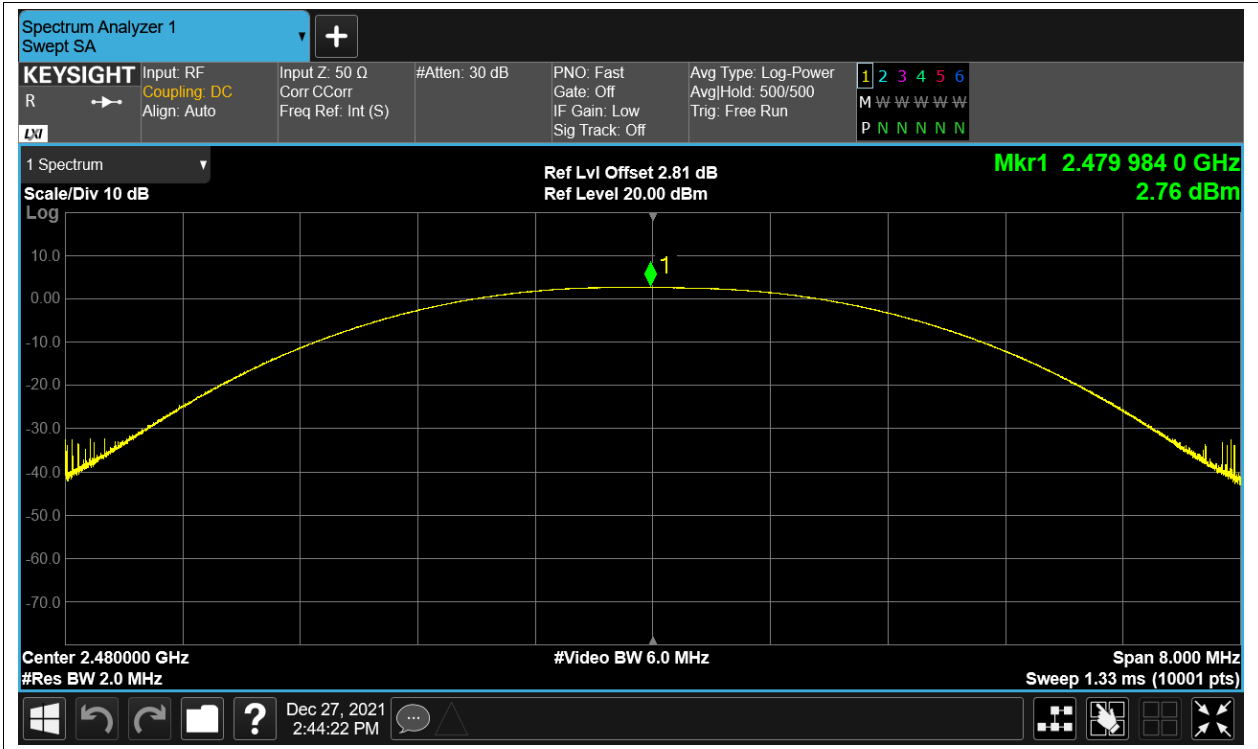 Spectrum Analyzer 1
Swept SA
KEYSIGHT
R
LXI
Input: RF
Coupling: DC
Align: Auto
Input Z: 50 Ω
Corr CCorr
Freq Ref: Int (S)
#Atten: 30 dB
PNO: Fast
Gate: Off
IF Gain: Low
Sig Track: Off
Avg Type: Log-Power
Avg|Hold: 500/500
Trig: Free Run
1 2 3 4 5 6
M W W W W W
P N N N N N
1 Spectrum
Scale/Div 10 dB
Log
Ref Lvl Offset 2.81 dB
Ref Level 20.00 dBm
Mkr1 2.479 984 0 GHz
2.76 dBm
1
10.0
0.00
-10.0
-20.0
-30.0
-40.0
-50.0
-60.0
-70.0
Center 2.480000 GHz
#Res BW 2.0 MHz
#Video BW 6.0 MHz
Span 8.000 MHz
Sweep 1.33 ms (10001 pts)
?
Dec 27, 2021
2:44:22 PM